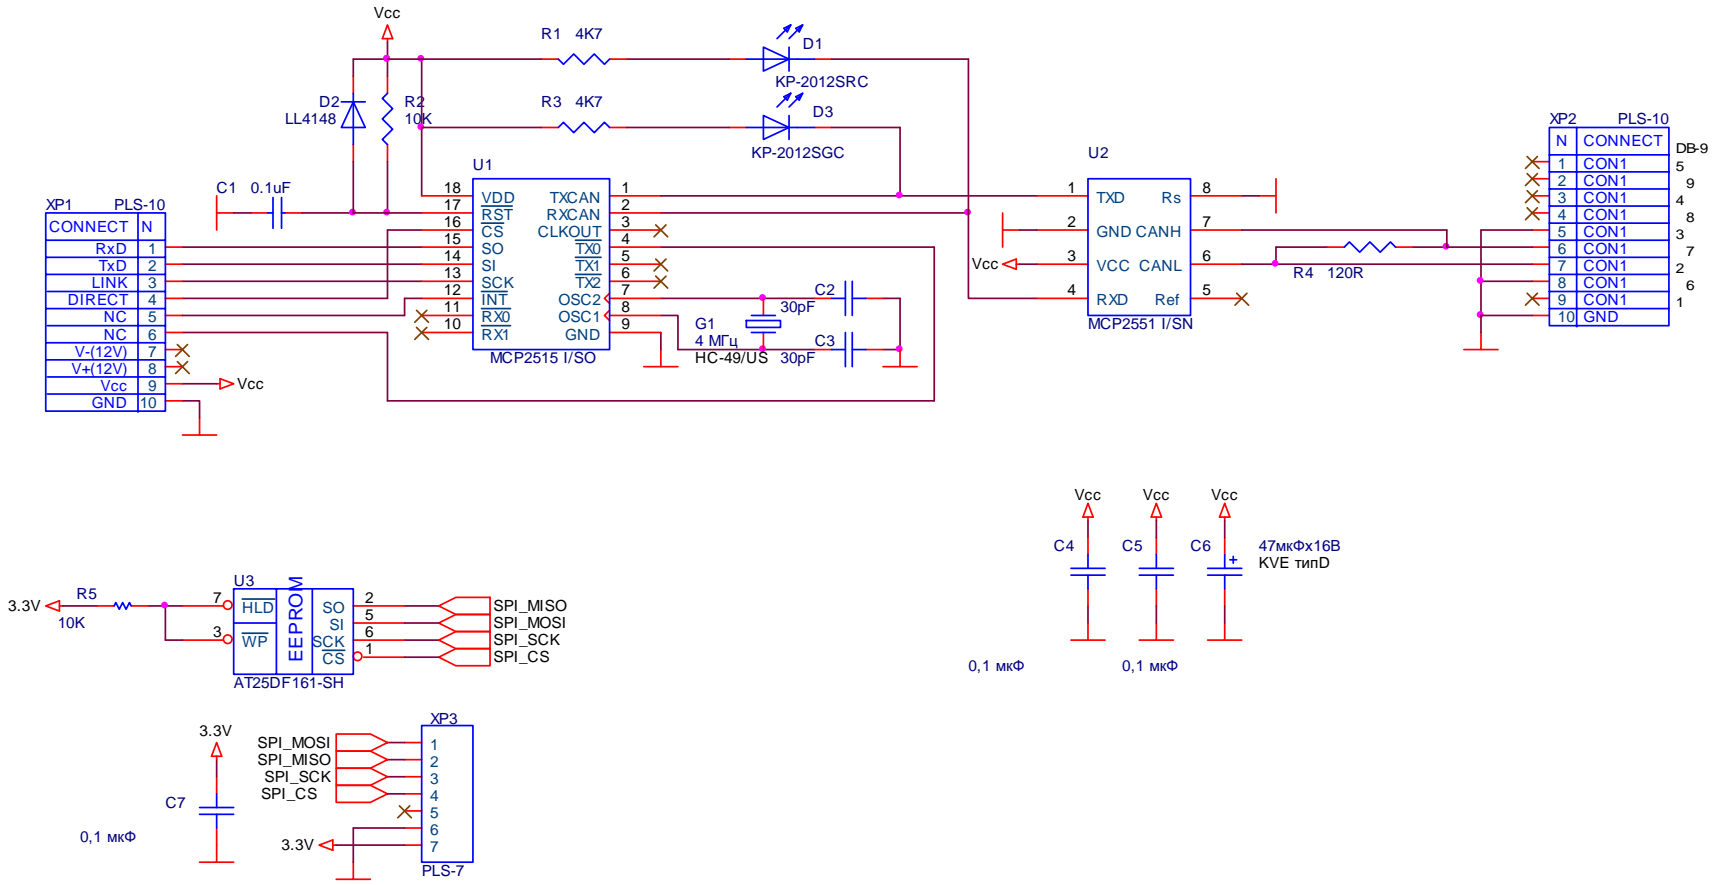 Vcc
R1 4K7
D1
KP-2012SRC
D2
LL4148
R2
10K
R3 4K7
D3
KP-2012SGC
C1 0.1uF
XP1 PLS-10
CONNECT N
RxD 1
TxD 2
LINK 3
DIRECT 4
NC 5
NC 6
V-(12V) 7
V+(12V) 8
Vcc 9
GND 10
Vcc
U1
18 VDD TXCAN 1
17 RST RXCAN 2
16 CS CLKOUT 3
15 SO TX0 4
14 SI TX1 5
13 SCK TX2 6
12 INT OSC2 7
11 RX0 OSC1 8
10 RX1 GND 9
MCP2515 I/SO
G1
4 МГц
HC-49/US
C2
30pF
C3
30pF
U2
1 TXD Rs 8
2 GND CANH 7
Vcc 3 VCC CANL 6
4 RXD Ref 5
MCP2551 I/SN
R4 120R
XP2 PLS-10
N CONNECT DB-9
1 CON1 5
2 CON1 9
3 CON1 4
4 CON1 8
5 CON1 3
6 CON1 7
7 CON1 2
8 CON1 6
9 CON1 1
10 GND
Vcc Vcc Vcc
C4 C5 C6 47мкФх16В
+ KVE типD
0,1 мкФ 0,1 мкФ
3.3V R5
10K
U3
7 HLD EEPROM SO 2 SPI_MISO
SI 5 SPI_MOSI
3 WP SCK 6 SPI_SCK
CS 1 SPI_CS
AT25DF161-SH
3.3V
C7
0,1 мкФ
XP3
SPI_MOSI 1
SPI_MISO 2
SPI_SCK 3
SPI_CS 4
5
6
3.3V 7
PLS-7